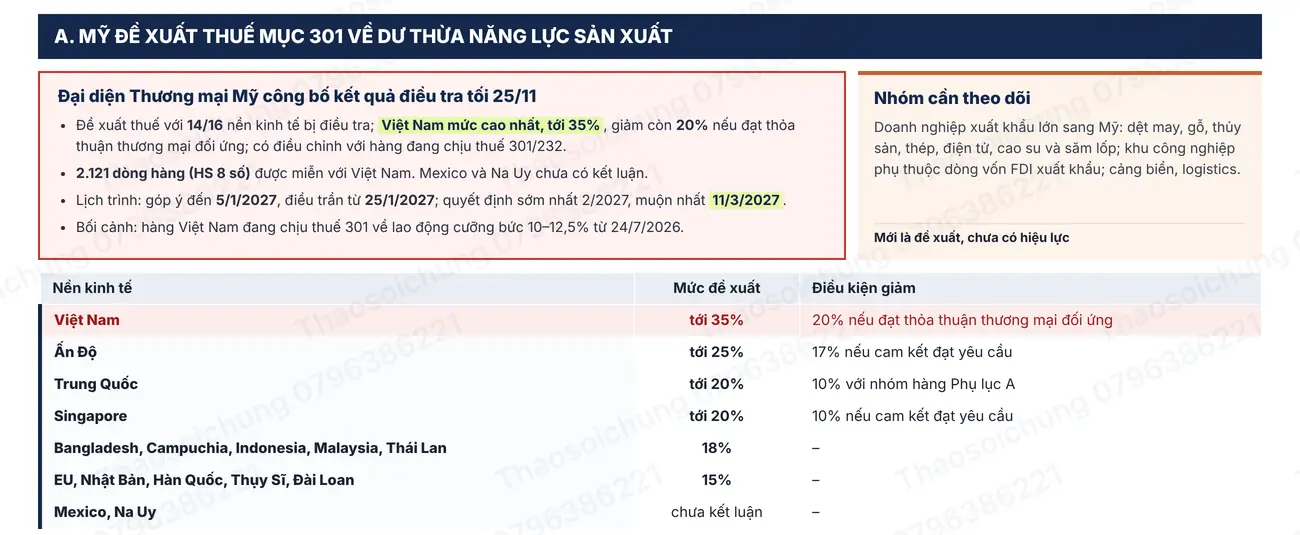 A. MỸ ĐỀ XUẤT THUẾ MỤC 301 VỀ DƯ THỪA NĂNG LỰC SẢN XUẤT
Đại diện Thương mại Mỹ công bố kết quả điều tra tối 25/11
• Đề xuất thuế với 14/16 nền kinh tế bị điều tra; Việt Nam mức cao nhất, tới 35%, giảm còn 20% nếu đạt thỏa
thuận thương mại đối ứng; có điều chỉnh với hàng đang chịu thuế 301/232.
• 2.121 dòng hàng (HS 8 số) được miễn với Việt Nam. Mexico và Na Uy chưa có kết luận.
• Lịch trình: góp ý đến 5/1/2027, điều trần từ 25/1/2027; quyết định sớm nhất 2/2027, muộn nhất 11/3/2027.
• Bối cảnh: hàng Việt Nam đang chịu thuế 301 về lao động cưỡng bức 10–12,5% từ 24/7/2026.
Nhóm cần theo dõi
Doanh nghiệp xuất khẩu lớn sang Mỹ: dệt may, gỗ, thủy
sản, thép, điện tử, cao su và săm lốp; khu công nghiệp
phụ thuộc dòng vốn FDI xuất khẩu; cảng biển, logistics.
Mới là đề xuất, chưa có hiệu lực
Nền kinh tế Mức đề xuất Điều kiện giảm
Việt Nam tới 35% 20% nếu đạt thỏa thuận thương mại đối ứng
Ấn Độ tới 25% 17% nếu cam kết đạt yêu cầu
Trung Quốc tới 20% 10% với nhóm hàng Phụ lục A
Singapore tới 20% 10% nếu cam kết đạt yêu cầu
Bangladesh, Campuchia, Indonesia, Malaysia, Thái Lan 18% –
EU, Nhật Bản, Hàn Quốc, Thụy Sĩ, Đài Loan 15% –
Mexico, Na Uy chưa kết luận –
Thaosoichung 0796386221